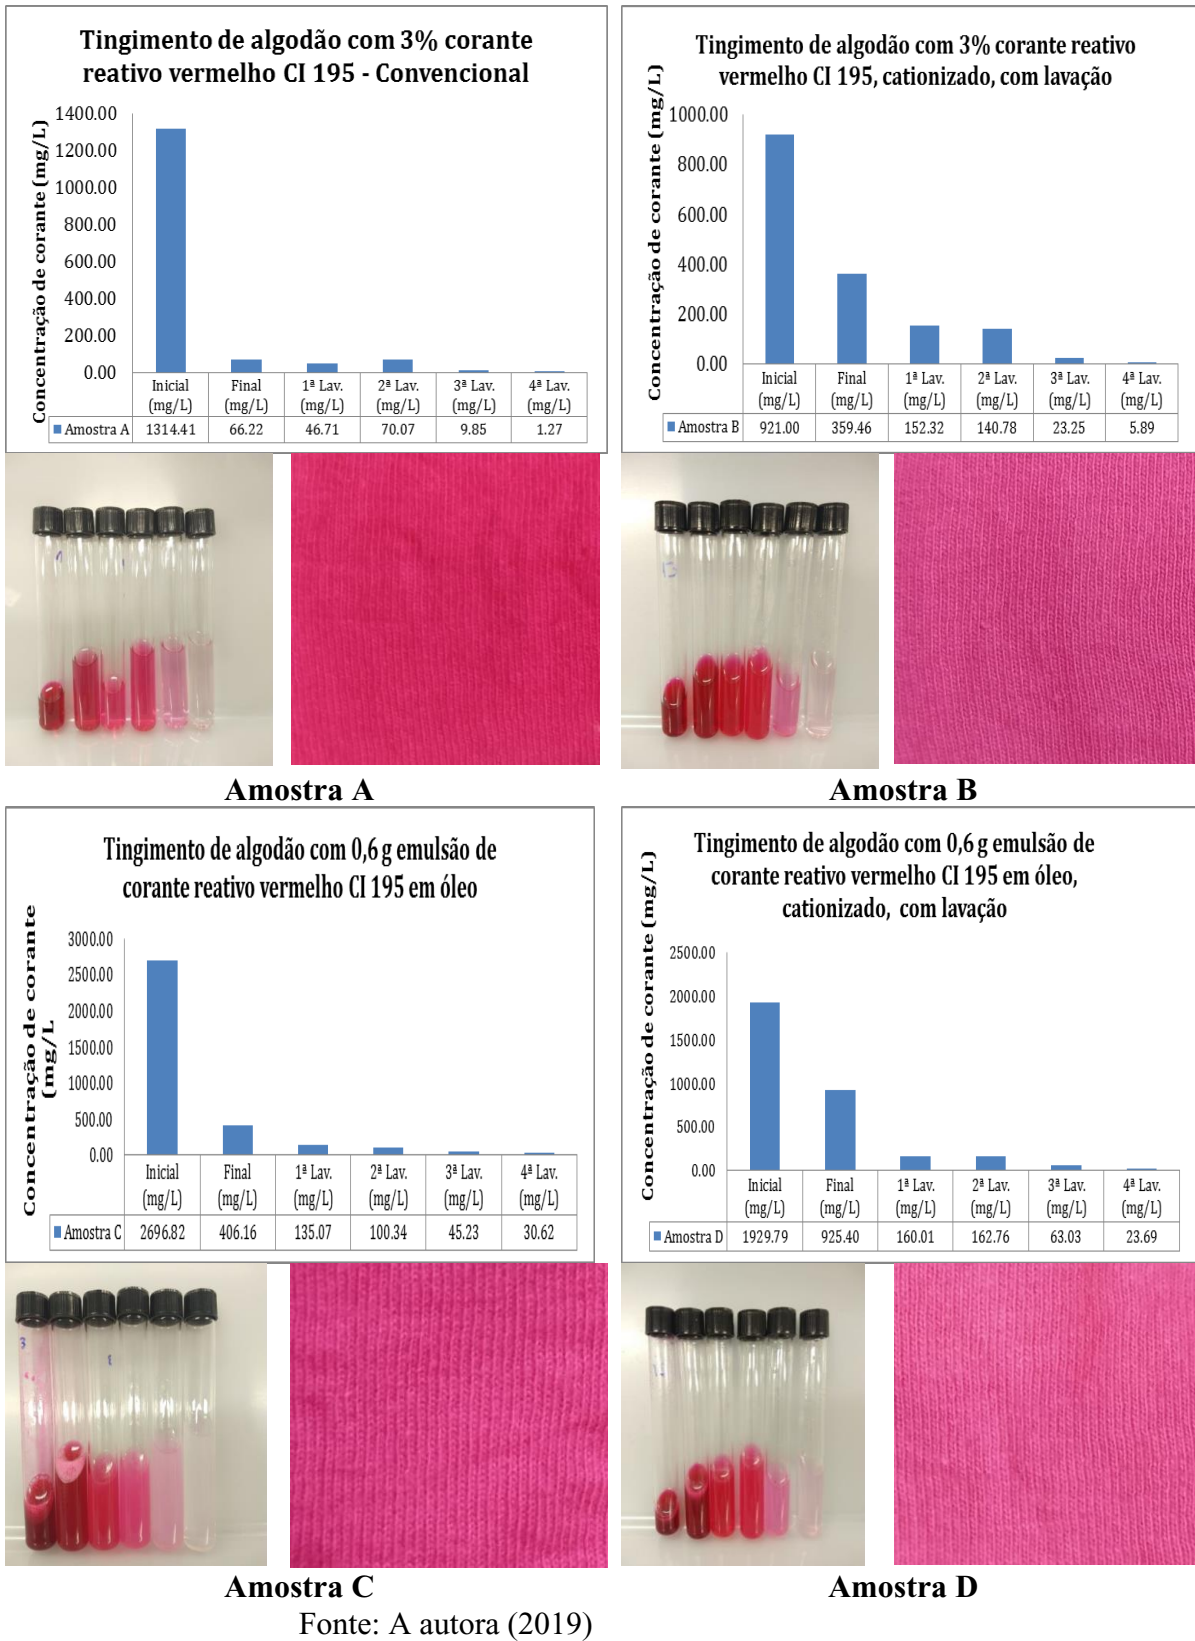 Tingimento de algodão com 3% corante
reativo vermelho CI 195 - Convencional
Concentração de corante (mg/L)
1400.00
1200.00
1000.00
800.00
600.00
400.00
200.00
0.00
Inicial (mg/L) Final (mg/L) 1ª Lav. (mg/L) 2ª Lav. (mg/L) 3ª Lav. (mg/L) 4ª Lav. (mg/L)
Amostra A 1314.41 66.22 46.71 70.07 9.85 1.27
Amostra A
Tingimento de algodão com 3% corante reativo
vermelho CI 195, cationizado, com lavação
Concentração de corante (mg/L)
1000.00
800.00
600.00
400.00
200.00
0.00
Inicial (mg/L) Final (mg/L) 1ª Lav. (mg/L) 2ª Lav. (mg/L) 3ª Lav. (mg/L) 4ª Lav. (mg/L)
Amostra B 921.00 359.46 152.32 140.78 23.25 5.89
Amostra B
Tingimento de algodão com 0,6 g emulsão de
corante reativo vermelho CI 195 em óleo
Concentração de corante
(mg/L
3000.00
2500.00
2000.00
1500.00
1000.00
500.00
0.00
Inicial (mg/L) Final (mg/L) 1ª Lav. (mg/L) 2ª Lav. (mg/L) 3ª Lav. (mg/L) 4ª Lav. (mg/L)
Amostra C 2696.82 406.16 135.07 100.34 45.23 30.62
Amostra C
Tingimento de algodão com 0,6 g emulsão de
corante reativo vermelho CI 195 em óleo,
cationizado, com lavação
Concentração de corante (mg/L)
2500.00
2000.00
1500.00
1000.00
500.00
0.00
Inicial (mg/L) Final (mg/L) 1ª Lav. (mg/L) 2ª Lav. (mg/L) 3ª Lav. (mg/L) 4ª Lav. (mg/L)
Amostra D 1929.79 925.40 160.01 162.76 63.03 23.69
Amostra D
Fonte: A autora (2019)